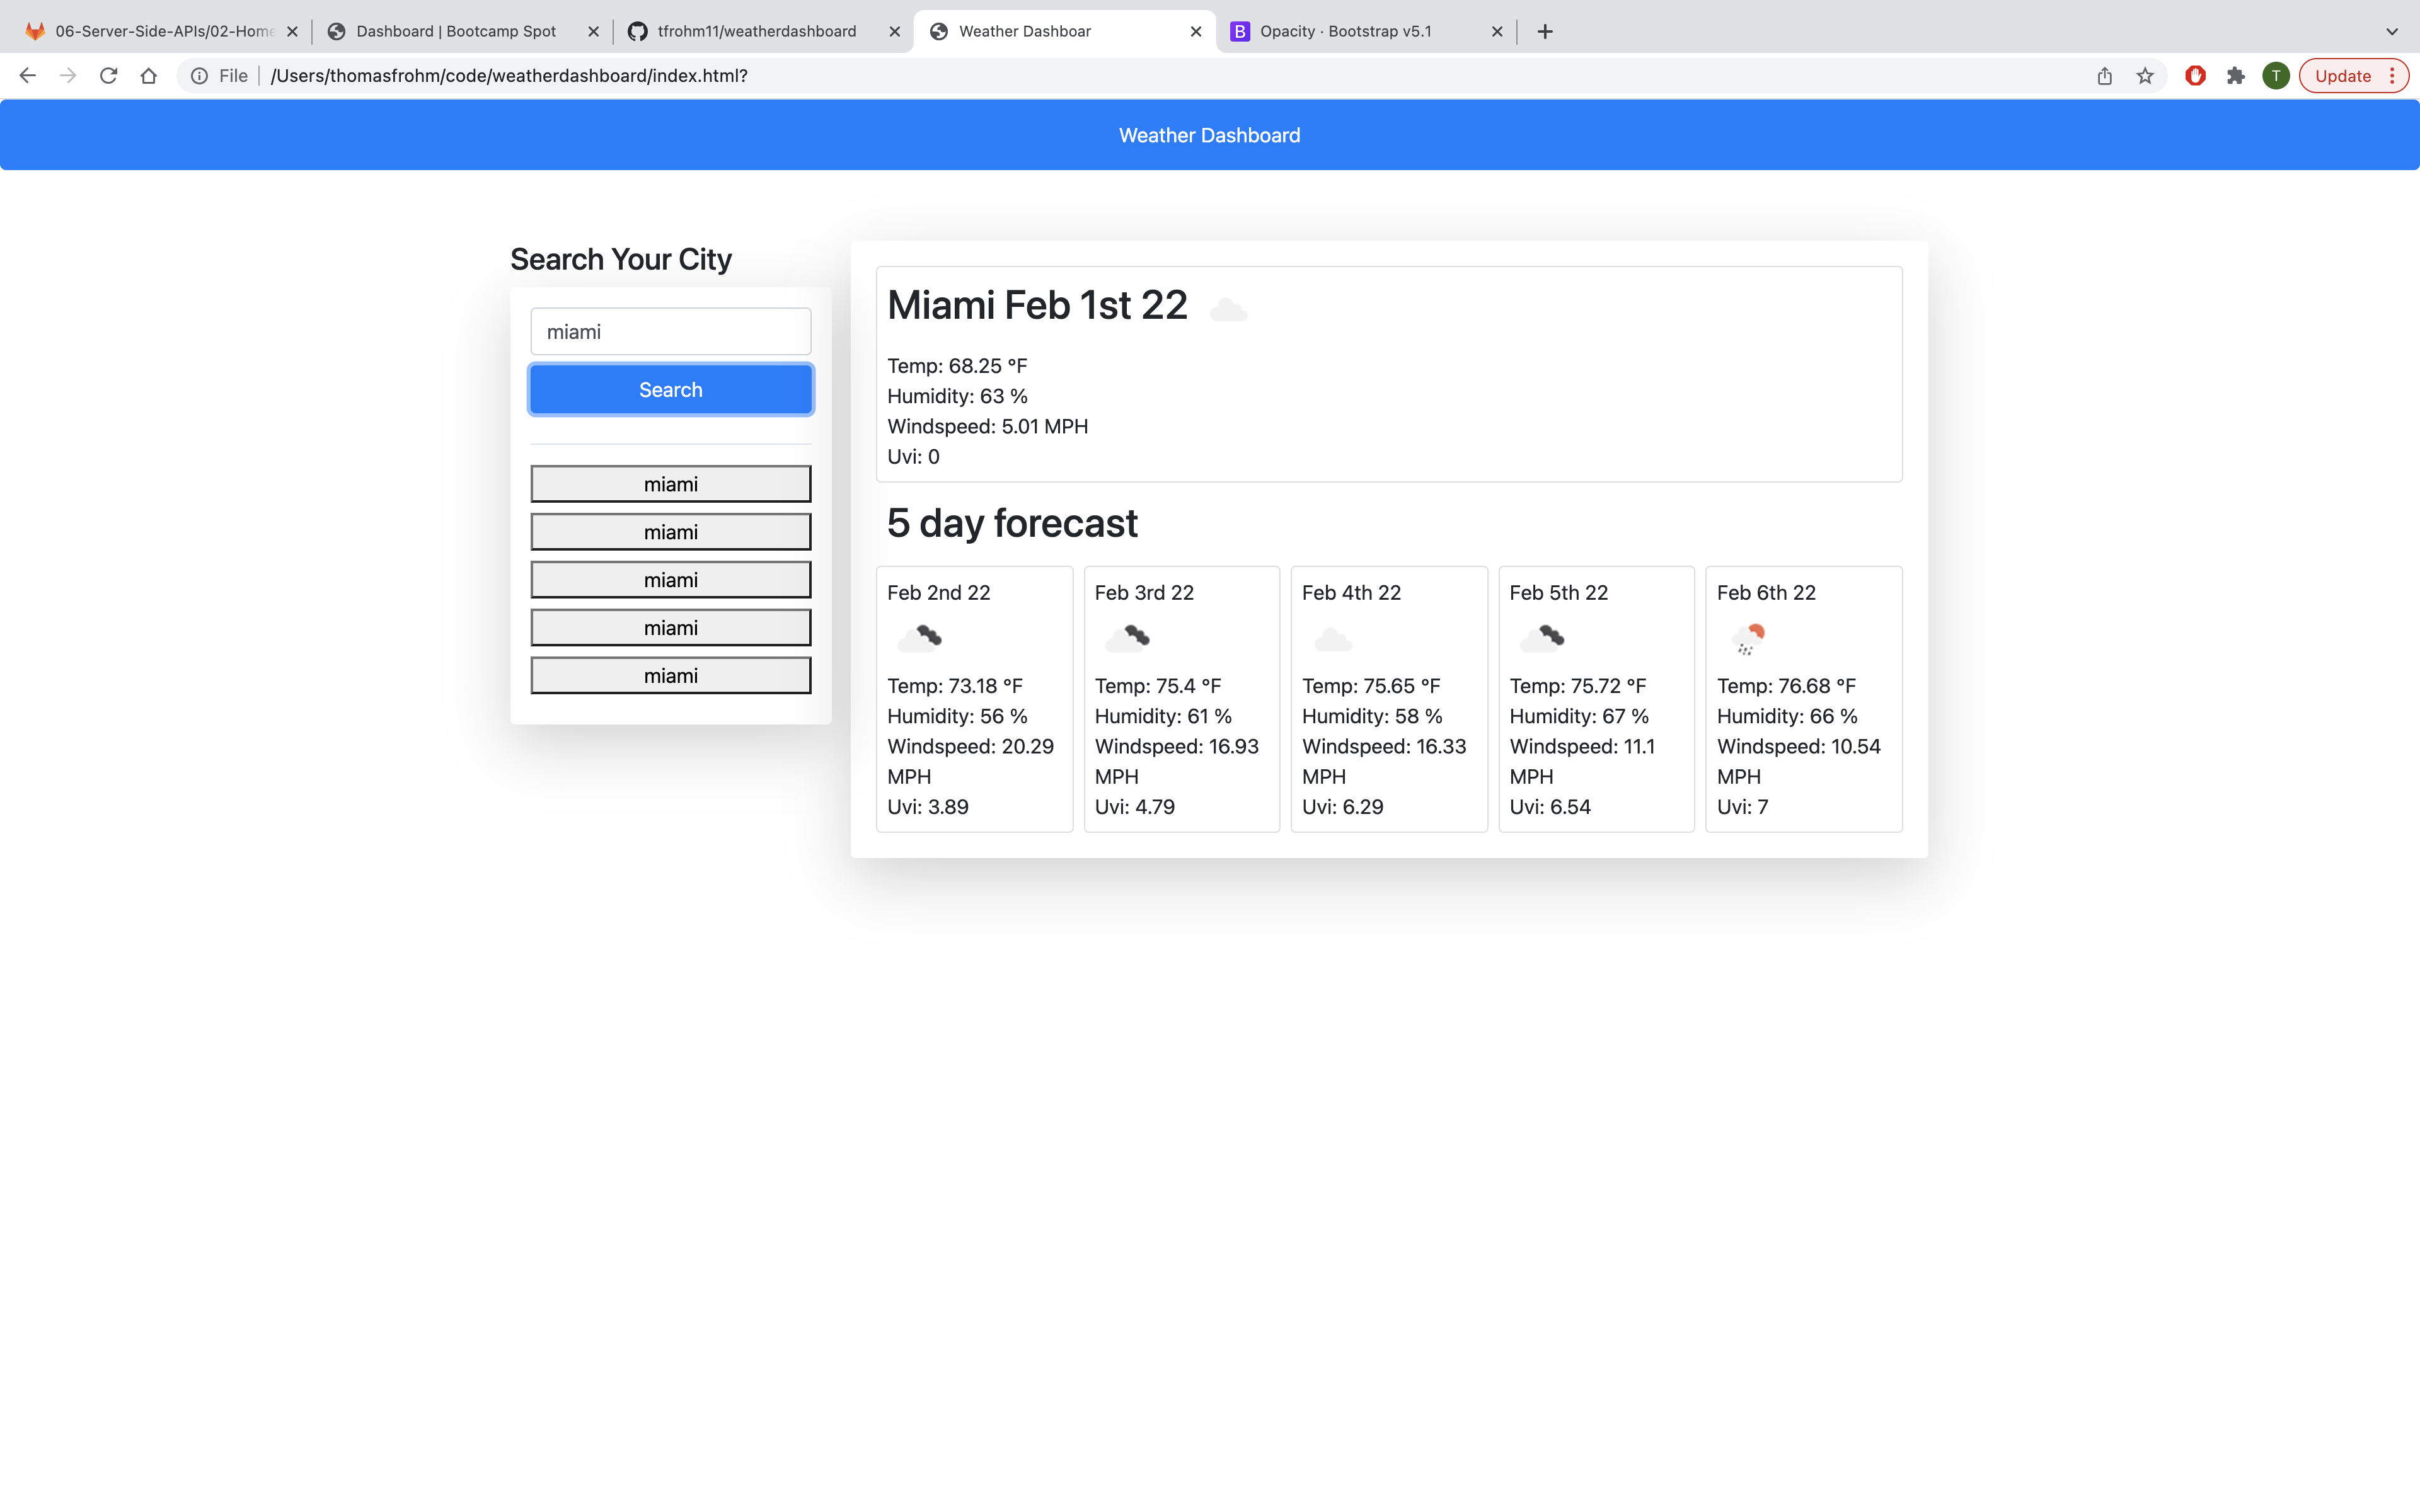 06-Server-Side-APIs/02-Home
Dashboard | Bootcamp Spot
tfrohm11/weatherdashboard
Weather Dashboar
B
Opacity · Bootstrap v5.1
File
/Users/thomasfrohm/code/weatherdashboard/index.html?
T
Update
Weather Dashboard
Search Your City
miami
Search
miami
miami
miami
miami
miami
Miami Feb 1st 22
Temp: 68.25 °F
Humidity: 63 %
Windspeed: 5.01 MPH
Uvi: 0
5 day forecast
Feb 2nd 22
Temp: 73.18 °F
Humidity: 56 %
Windspeed: 20.29
MPH
Uvi: 3.89
Feb 3rd 22
Temp: 75.4 °F
Humidity: 61 %
Windspeed: 16.93
MPH
Uvi: 4.79
Feb 4th 22
Temp: 75.65 °F
Humidity: 58 %
Windspeed: 16.33
MPH
Uvi: 6.29
Feb 5th 22
Temp: 75.72 °F
Humidity: 67 %
Windspeed: 11.1
MPH
Uvi: 6.54
Feb 6th 22
Temp: 76.68 °F
Humidity: 66 %
Windspeed: 10.54
MPH
Uvi: 7